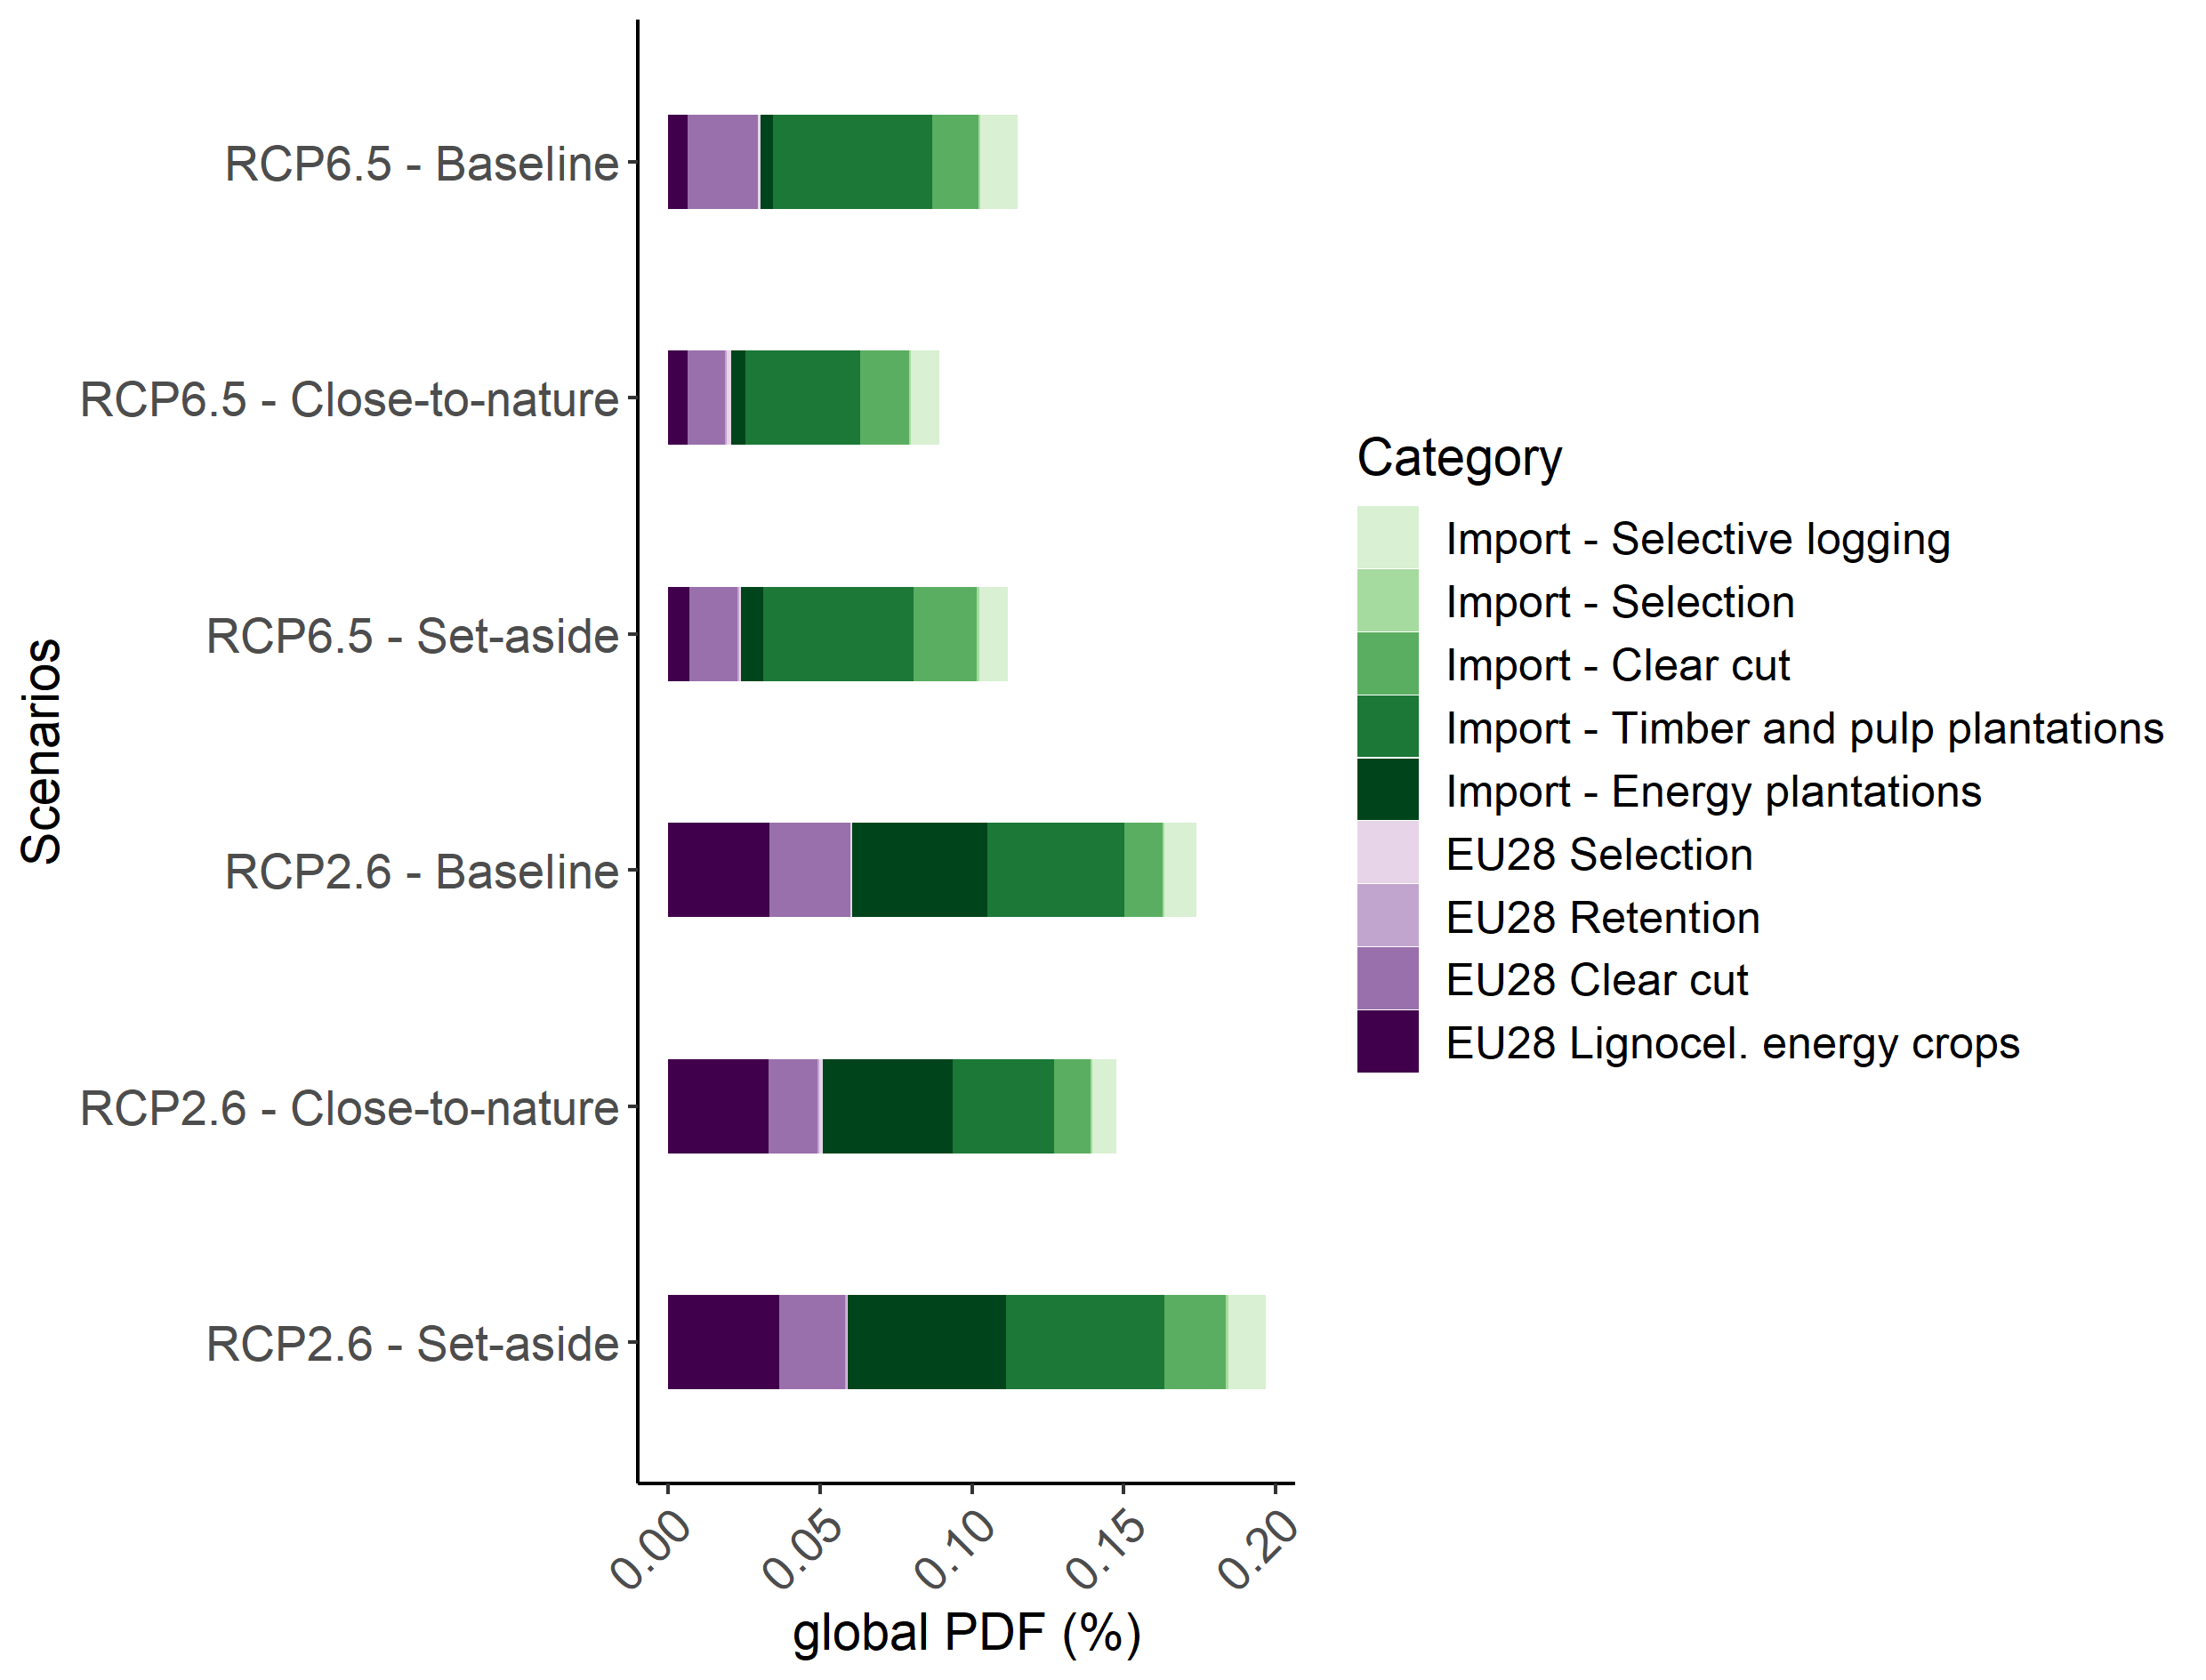 Scenarios
RCP6.5 - Baseline
RCP6.5 - Close-to-nature
RCP6.5 - Set-aside
RCP2.6 - Baseline
RCP2.6 - Close-to-nature
RCP2.6 - Set-aside
0.00
0.05
0.10
0.15
0.20
global PDF (%)
Category
Import - Selective logging
Import - Selection
Import - Clear cut
Import - Timber and pulp plantations
Import - Energy plantations
EU28 Selection
EU28 Retention
EU28 Clear cut
EU28 Lignocel. energy crops